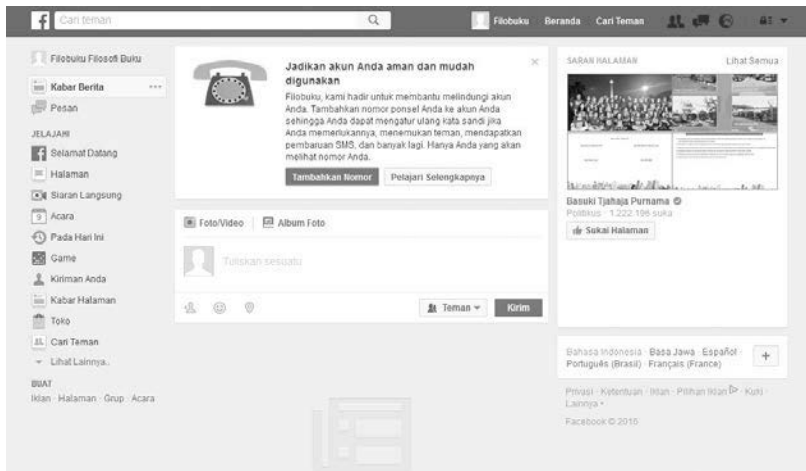 Cari teman
Filobuku Beranda Cari Teman
Filobuku Filosofi Buku
Kabar Berita
Pesan
JELAJAHI
Selamat Datang
Halaman
Siaran Langsung
9 Acara
Pada Hari Ini
Game
Kiriman Anda
Kabar Halaman
Toko
Cari Teman
Lihat Lainnya..
BUAT
Iklan · Halaman · Grup · Acara
Jadikan akun Anda aman dan mudah
digunakan
Filobuku, kami hadir untuk membantu melindungi akun
Anda. Tambahkan nomor ponsel Anda ke akun Anda
sehingga Anda dapat mengatur ulang kata sandi jika
Anda memerlukannya, menemukan teman, mendapatkan
pembaruan SMS, dan banyak lagi. Hanya Anda yang akan
melihat nomor Anda.
Tambahkan Nomor Pelajari Selengkapnya
Foto/Video Album Foto
Tuliskan sesuatu
Teman Kirim
SARAN HALAMAN Lihat Semua
Basuki Tjahaja Purnama
Politikus · 1.222.196 suka
Sukai Halaman
Bahasa Indonesia · Basa Jawa · Español ·
Português (Brasil) · Français (France)
Privasi · Ketentuan · Iklan · Pilihan Iklan · Kuki ·
Lainnya
Facebook © 2016